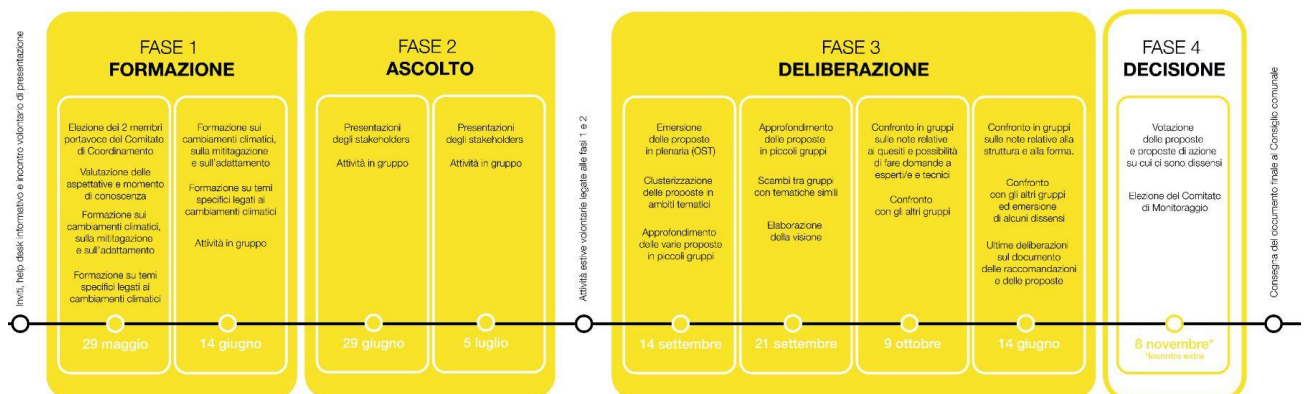 Inviti, help desk informativo e incontro volontario di presentazione
FASE 1
FORMAZIONE
Elezione dei 2 membri
portavoce del Comitato
di Coordinamento
Valutazione delle
aspettative e momento
di conoscenza
Formazione sui
cambiamenti climatici,
sulla mititagazione
e sull'adattamento
Formazione su temi
specifici legati ai
cambiamenti climatici
29 maggio
Formazione sui
cambiamenti climatici,
sulla mititagazione
e sull'adattamento
Formazione su temi
specifici legati ai
cambiamenti climatici
Attività in gruppo
14 giugno
FASE 2
ASCOLTO
Presentazioni
degli stakeholders
Attività in gruppo
29 giugno
Presentazioni
degli stakeholders
Attività in gruppo
5 luglio
Attività estive volontarie legate alle fasi 1 e 2
FASE 3
DELIBERAZIONE
Emersione
delle proposte
in plenaria (OST)
Clusterizzazione
delle proposte in
ambiti tematici
Approfondimento
delle varie proposte
in piccoli gruppi
14 settembre
Approfondimento
delle proposte
in piccoli gruppi
Scambi tra gruppi
con tematiche simili
Elaborazione
della visione
21 settembre
Confronto in gruppi
sulle note relative
ai quesiti e possibilità
di fare domande a
esperti/e e tecnici
Confronto
con gli altri gruppi
9 ottobre
Confronto in gruppi
sulle note relative alla
struttura e alla forma.
Confronto
con gli altri gruppi
ed emersione
di alcuni dissensi
Ultime deliberazioni
sul documento
delle raccomandazioni
e delle proposte
14 giugno
FASE 4
DECISIONE
Votazione
delle proposte
e proposte di azione
su cui ci sono dissensi
Elezione del Comitato
di Monitoraggio
8 novembre*
*Incontro extra
Consegna del documento finale al Consiglio comunale